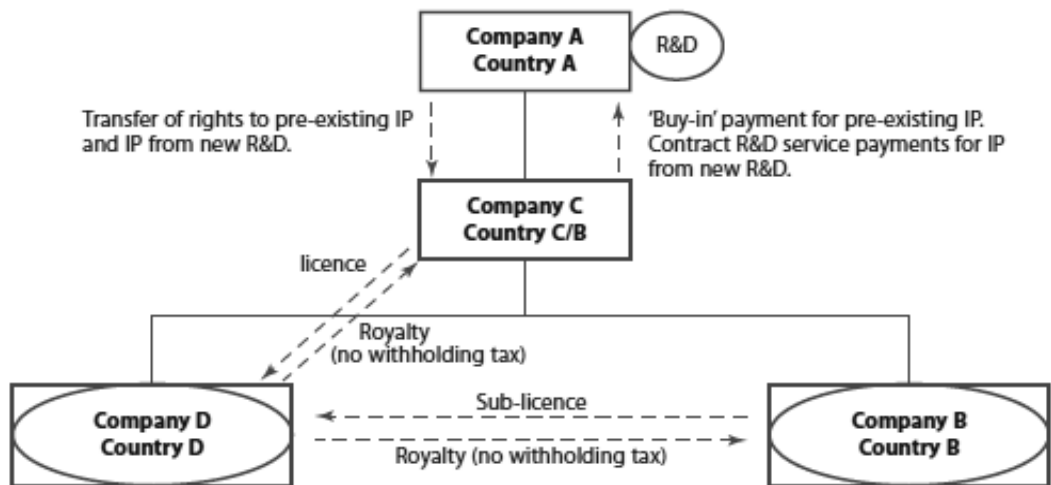 Company A
Country A
R&D
Transfer of rights to pre-existing IP
and IP from new R&D.
'Buy-in' payment for pre-existing IP.
Contract R&D service payments for IP
from new R&D.
Company C
Country C/B
licence
Royalty
(no withholding tax)
Company D
Country D
Sub-licence
Royalty (no withholding tax)
Company B
Country B